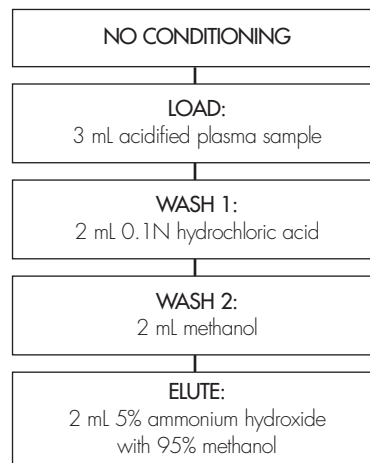 NO CONDITIONING
LOAD:
3 mL acidified plasma sample
WASH 1:
2 mL 0.1N hydrochloric acid
WASH 2:
2 mL methanol
ELUTE:
2 mL 5% ammonium hydroxide
with 95% methanol